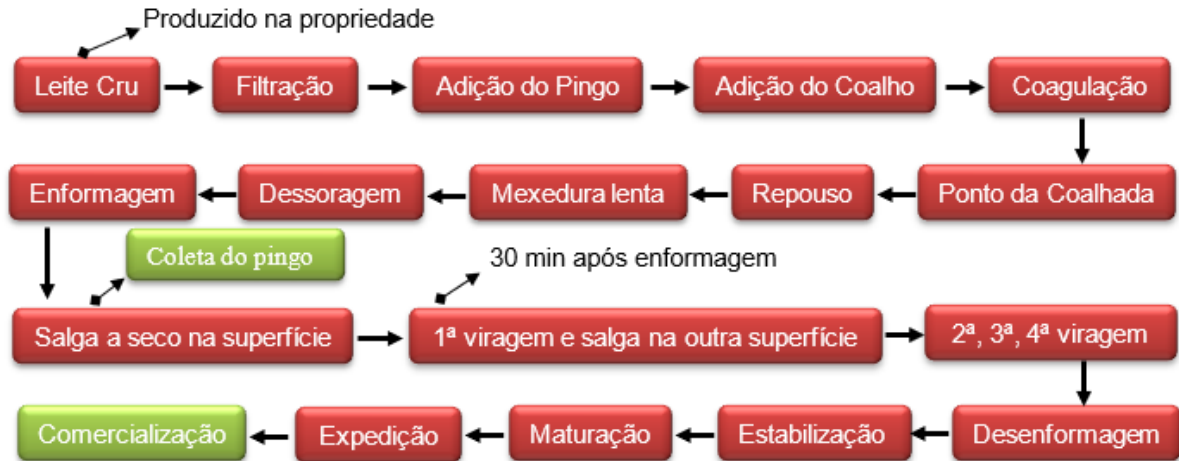 Produzido na propriedade
Leite Cru
Filtração
Adição do Pingo
Adição do Coalho
Coagulação
Ponto da Coalhada
Repouso
Mexedura lenta
Dessoragem
Enformagem
Coleta do pingo
30 min após enformagem
Salga a seco na superfície
1ª viragem e salga na outra superfície
2ª, 3ª, 4ª viragem
Desenformagem
Estabilização
Maturação
Expedição
Comercialização